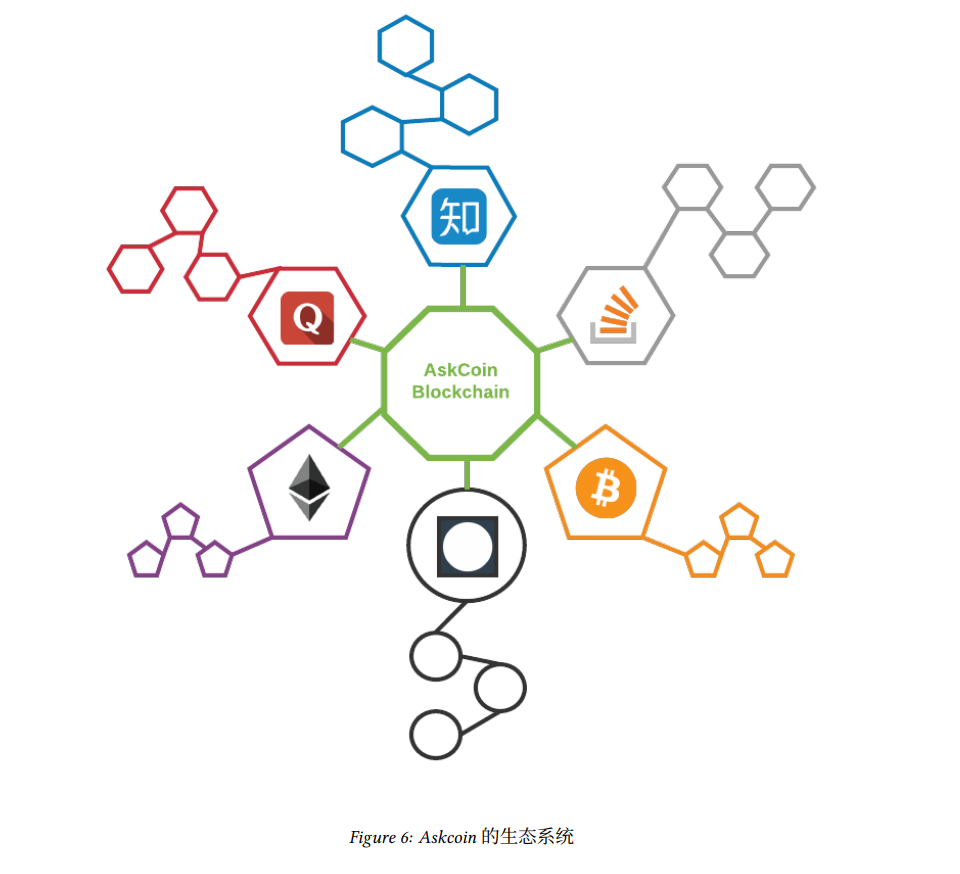 知
Q
AskCoin
Blockchain
Figure 6: Askcoin 的生态系统